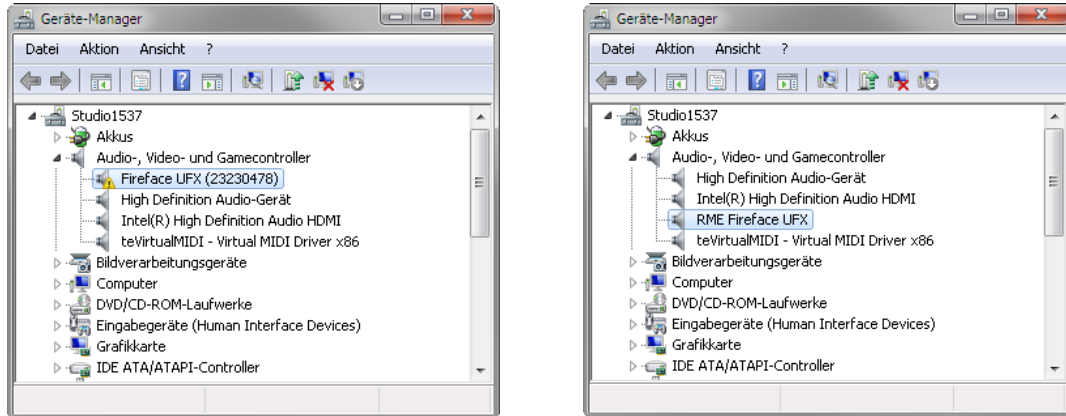 Geräte-Manager
Datei Aktion Ansicht ?
Studio1537
Akkus
Audio-, Video- und Gamecontroller
Fireface UFX (23230478)
High Definition Audio-Gerät
Intel(R) High Definition Audio HDMI
teVirtualMIDI - Virtual MIDI Driver x86
Bildverarbeitungsgeräte
Computer
DVD/CD-ROM-Laufwerke
Eingabegeräte (Human Interface Devices)
Grafikkarte
IDE ATA/ATAPI-Controller
Geräte-Manager
Datei Aktion Ansicht ?
Studio1537
Akkus
Audio-, Video- und Gamecontroller
High Definition Audio-Gerät
Intel(R) High Definition Audio HDMI
RME Fireface UFX
teVirtualMIDI - Virtual MIDI Driver x86
Bildverarbeitungsgeräte
Computer
DVD/CD-ROM-Laufwerke
Eingabegeräte (Human Interface Devices)
Grafikkarte
IDE ATA/ATAPI-Controller